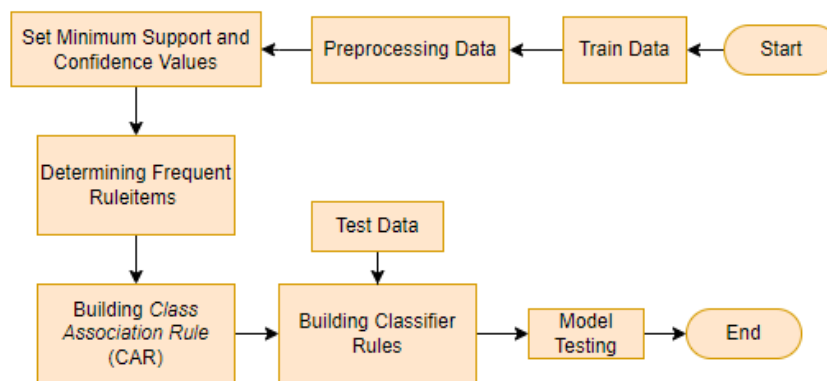 Start
Train Data
Preprocessing Data
Set Minimum Support and
Confidence Values
Determining Frequent
Ruleitems
Building Class
Association Rule
(CAR)
Test Data
Building Classifier
Rules
Model
Testing
End